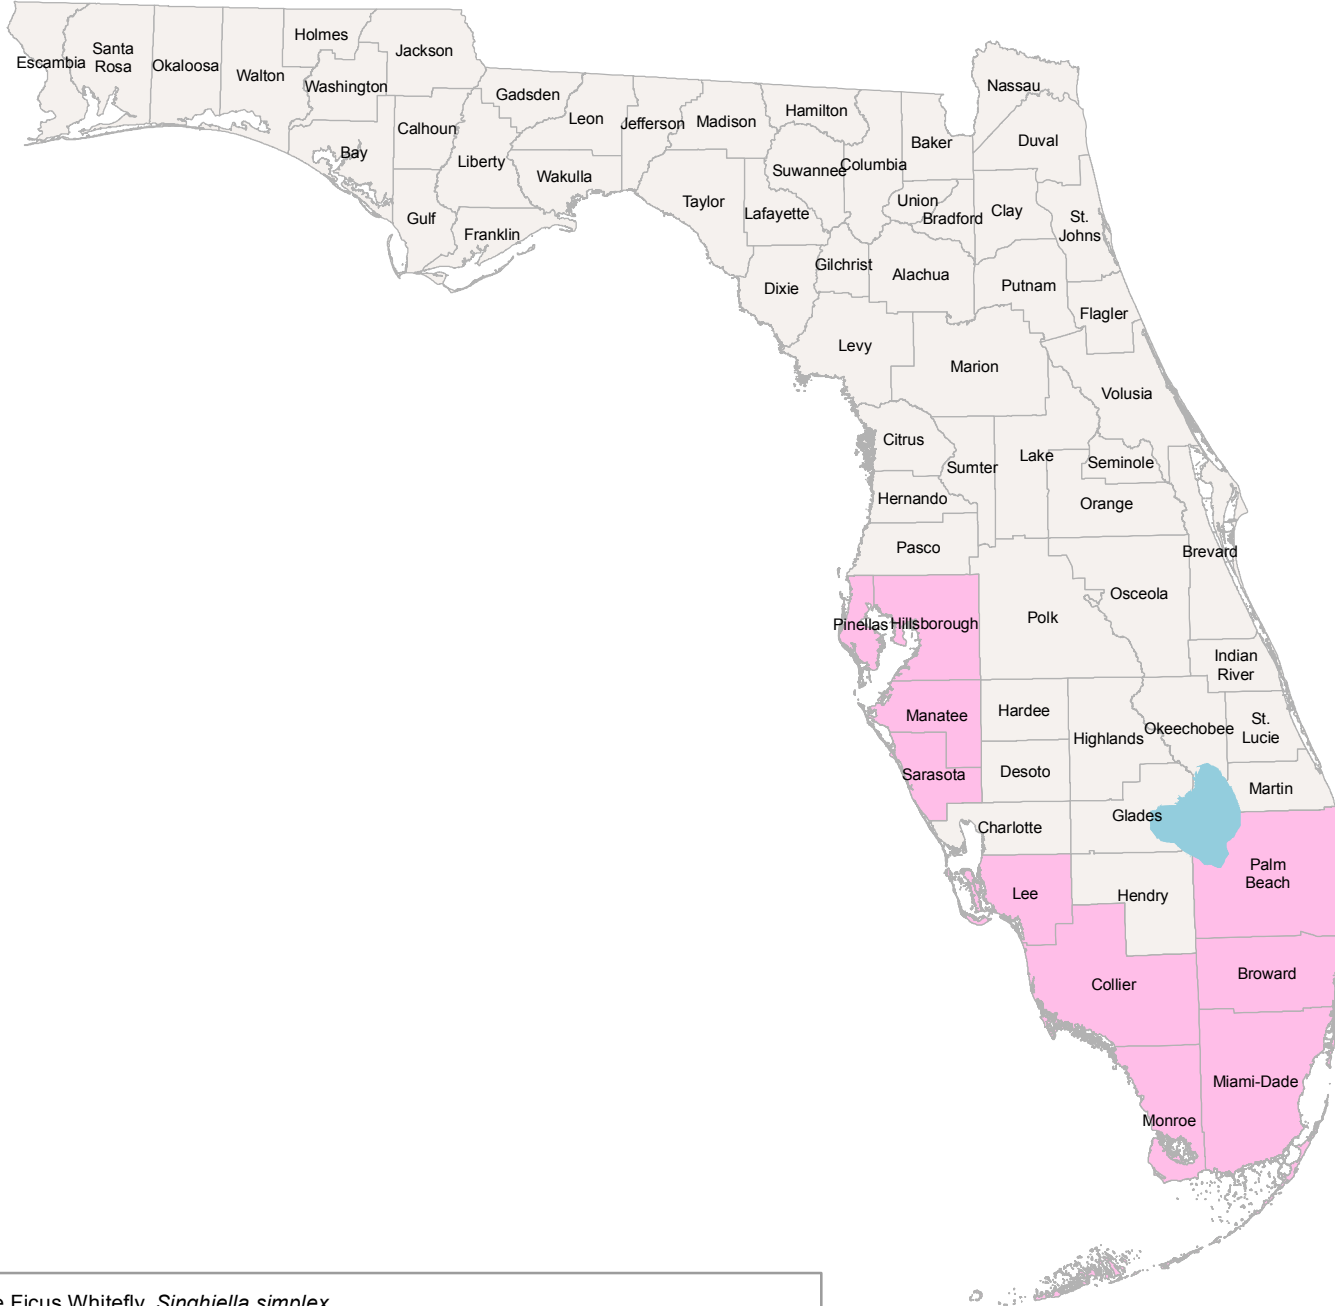 Holmes
Jackson
Santa
Rosa
Escambia
Okaloosa
Walton
Washington
Nassau
Gadsden
Hamilton
Leon
Jefferson
Madison
Calhoun
Duval
Baker
Bay
Liberty
Columbia
Suwannee
Wakulla
Taylor
Union
Lafayette
Bradford
Clay
Gulf
St.
Johns
Franklin
Gilchrist
Alachua
Dixie
Putnam
Flagler
Levy
Marion
Volusia
Citrus
Lake
Seminole
Sumter
Hernando
Orange
Pasco
Brevard
Osceola
Polk
Pinellas
Hillsborough
Indian
River
Hardee
Manatee
St.
Lucie
Okeechobee
Highlands
Desoto
Sarasota
Martin
Glades
Charlotte
Palm
Beach
Lee
Hendry
Broward
Collier
Miami-Dade
Monroe
Ficus Whitefly, Singhiella simplex